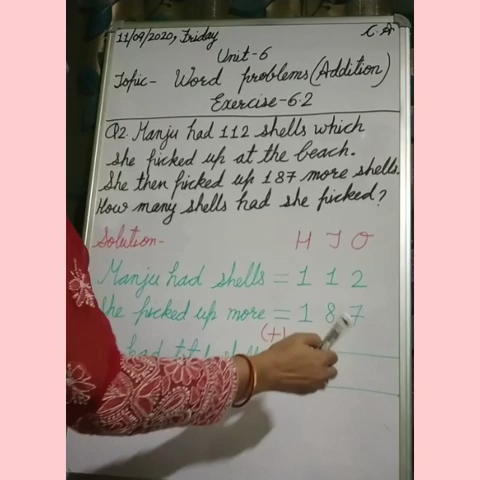 11/09/2020, Friday C.A
Unit-6
Topic- Word problems (Addition)
Exercise-6.2
Q2. Manju had 112 shells which
she picked up at the beach.
She then picked up 187 more shells.
How many shells had she picked?
Solution- H T O
Manju had shells = 1 1 2
She picked up more = 1 8 7
(+)
had total